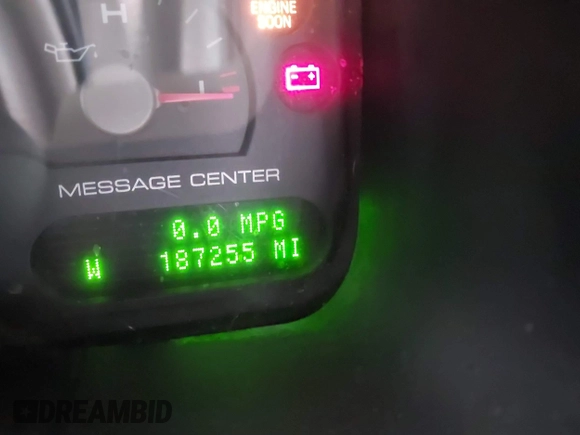 H
ENGINE
SOON
L
MESSAGE CENTER
0.0 MPG
W 187255 MI
DREAMBID